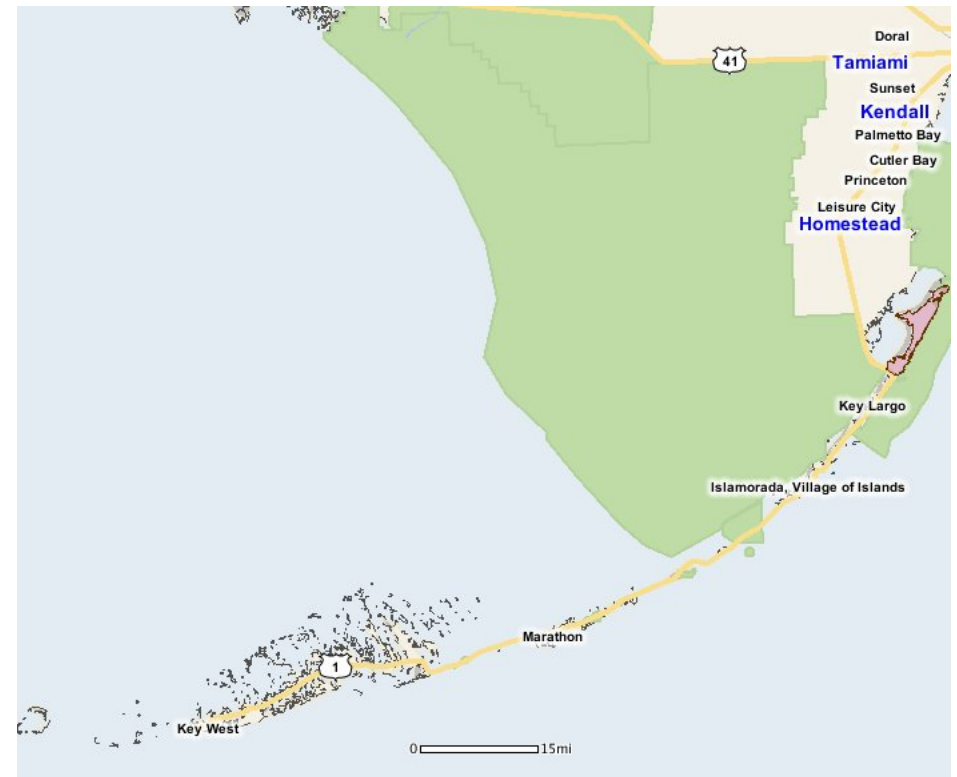 Doral
41
Tamiami
Sunset
Kendall
Palmetto Bay
Cutler Bay
Princeton
Leisure City
Homestead
Key Largo
Islamorada, Village of Islands
Marathon
1
Key West
0 15mi